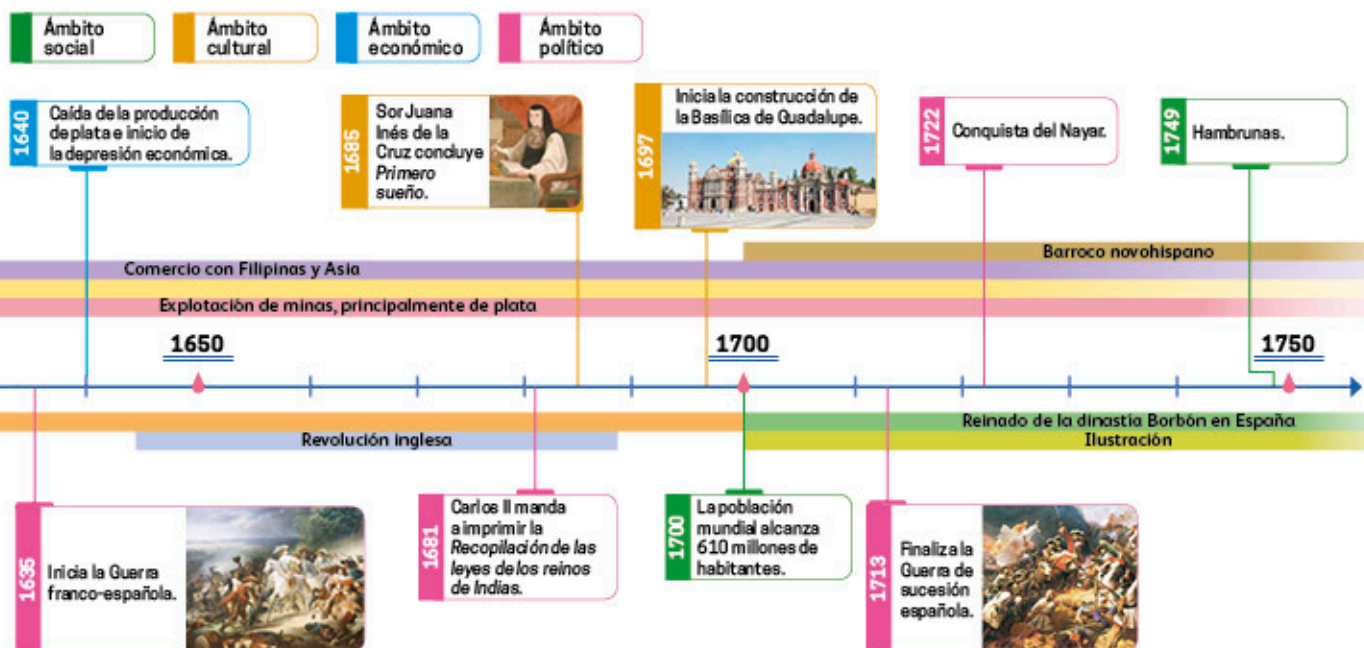 Ámbito
social
Ámbito
cultural
Ámbito
económico
Ámbito
político
1640
Caída de la producción
de plata e inicio de
la depresión económica.
1685
Sor Juana
Inés de la
Cruz concluye
Primero
sueño.
1697
Inicia la construcción de
la Basílica de Guadalupe.
1722
Conquista del Nayar.
1749
Hambrunas.
Barroco novohispano
Comercio con Filipinas y Asia
Explotación de minas, principalmente de plata
1650
1700
1750
Reinado de la dinastía Borbón en España
Revolución inglesa
Ilustración
1635
Inicia la Guerra
franco-española.
1681
Carlos II manda
a imprimir la
Recopilación de las
leyes de los reinos
de Indias.
1700
La población
mundial alcanza
610 millones de
habitantes.
1713
Finaliza la
Guerra de
sucesión
española.